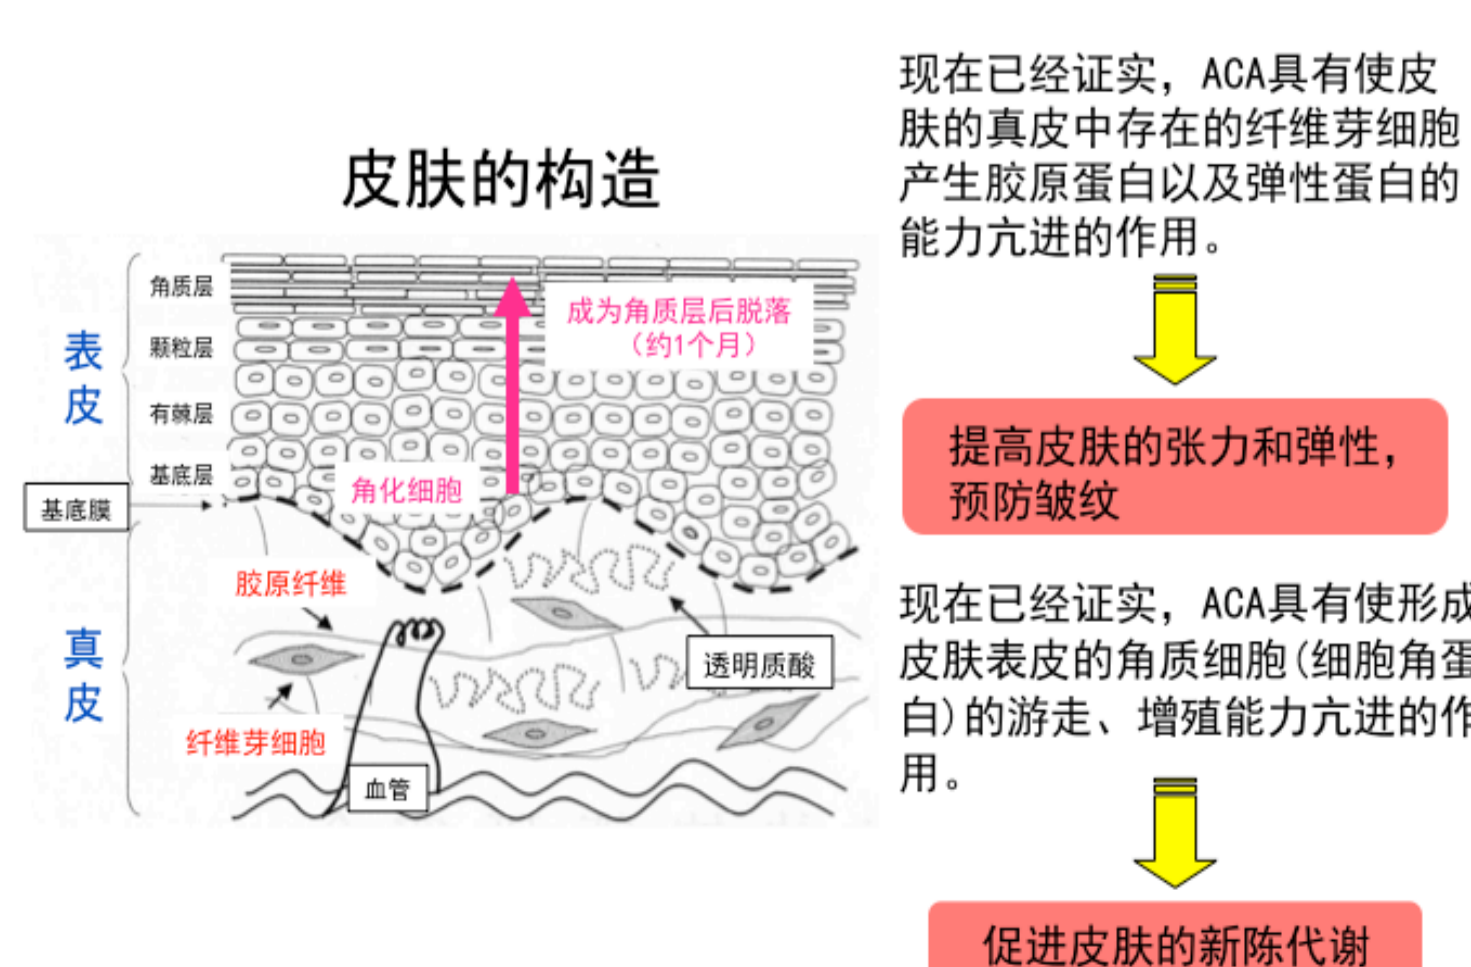 皮肤的构造
角质层
颗粒层
有棘层
基底层
表皮
基底膜
真皮
成为角质层后脱落
（约1个月）
角化细胞
胶原纤维
透明质酸
纤维芽细胞
血管
现在已经证实，ACA具有使皮
肤的真皮中存在的纤维芽细胞
产生胶原蛋白以及弹性蛋白的
能力亢进的作用。
提高皮肤的张力和弹性，
预防皱纹
现在已经证实，ACA具有使形成
皮肤表皮的角质细胞(细胞角蛋
白)的游走、增殖能力亢进的作
用。
促进皮肤的新陈代谢